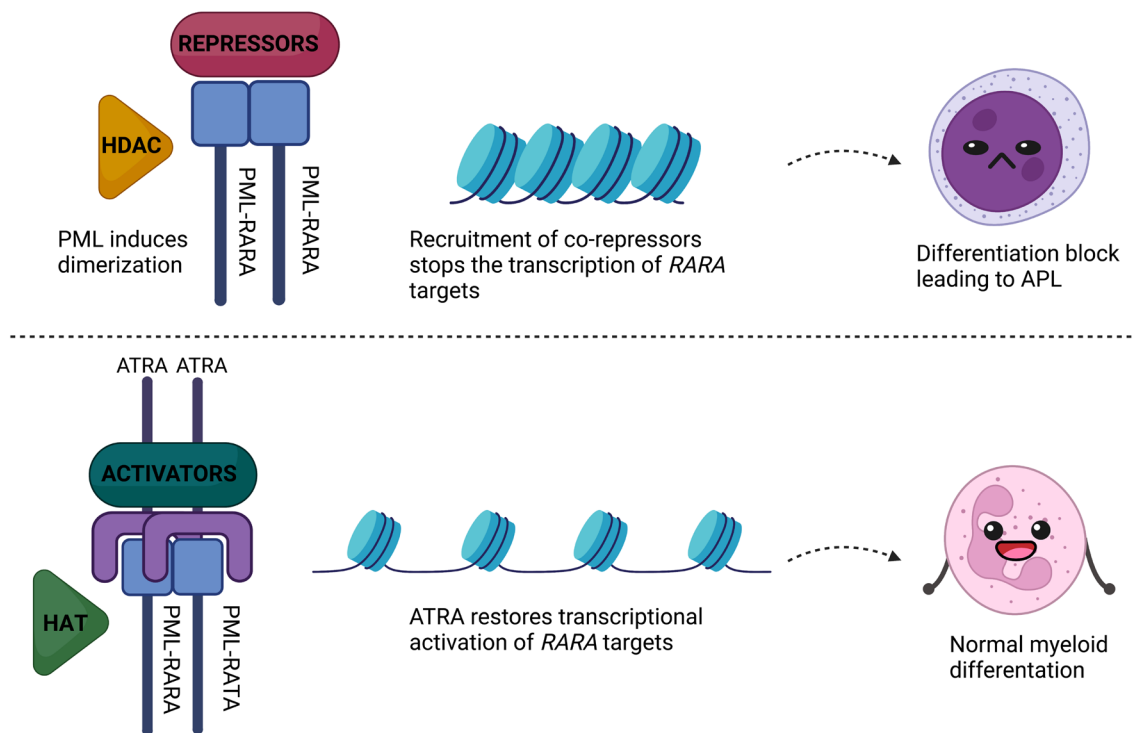 REPRESSORS
HDAC
PML-RARA
PML-RARA
PML induces
dimerization
Recruitment of co-repressors
stops the transcription of RARA
targets
Differentiation block
leading to APL
ATRA ATRA
ACTIVATORS
HAT
PML-RARA
PML-RATA
ATRA restores transcriptional
activation of RARA targets
Normal myeloid
differentation